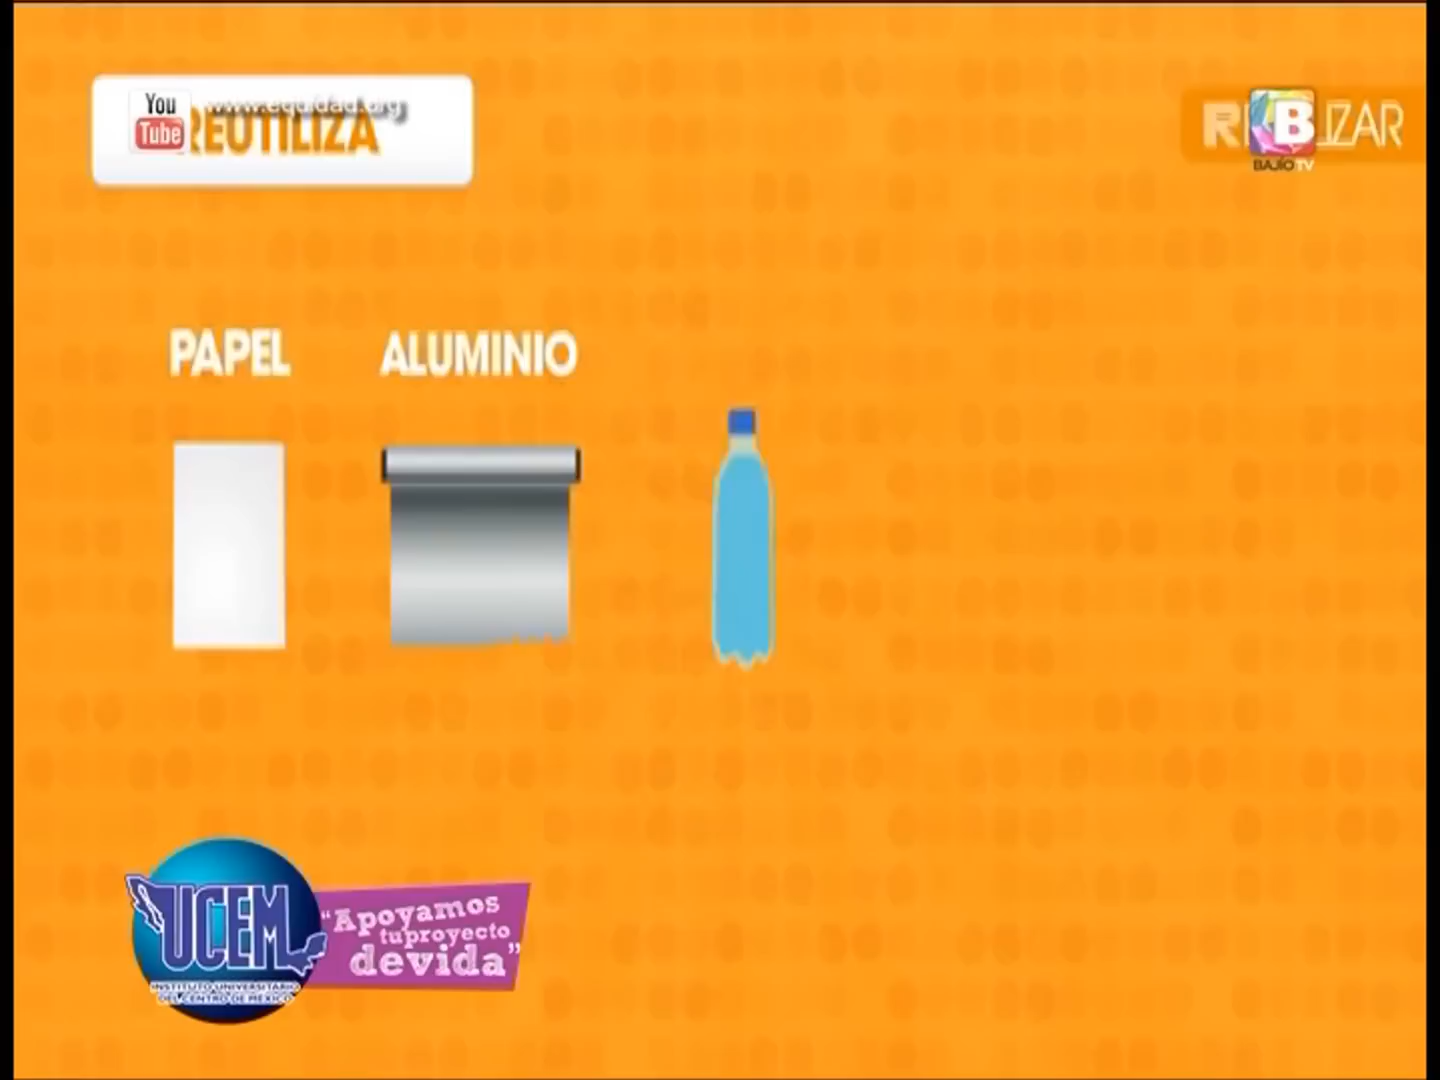 You
Tube
www.equidad.org
REUTILIZA
B
BAJÍO TV
PAPEL
ALUMINIO
UCEM
INSTITUTO UNIVERSITARIO
DEL CENTRO DE MÉXICO
“Apoyamos
tu proyecto
de vida”